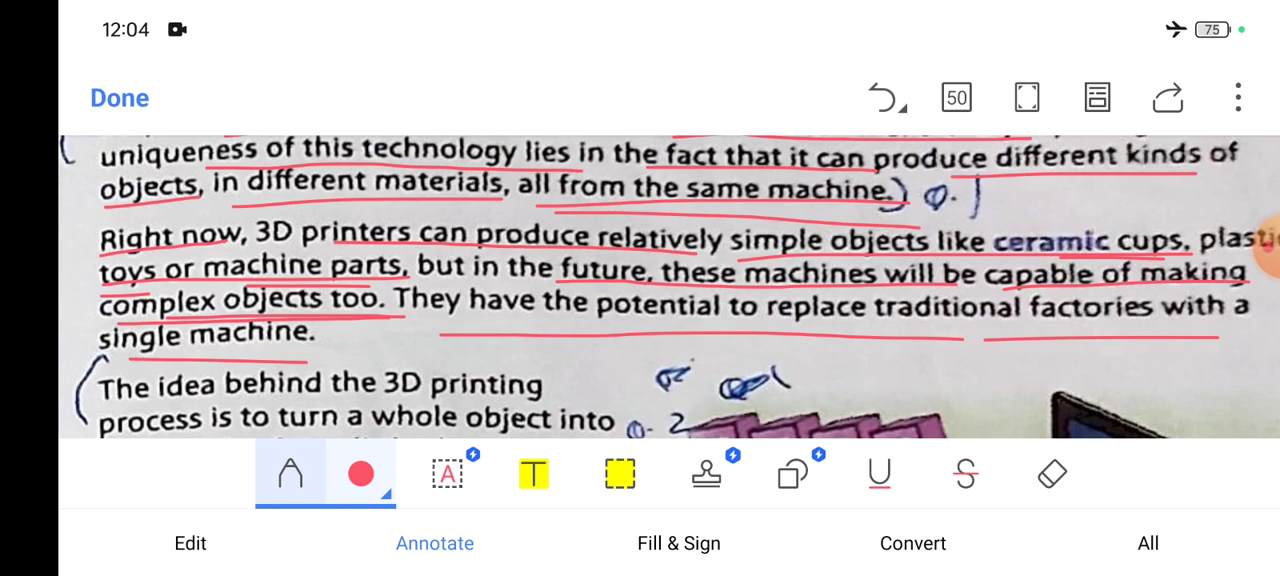 12:04
75
Done
50
uniqueness of this technology lies in the fact that it can produce different kinds of
objects, in different materials, all from the same machine.)
Right now, 3D printers can produce relatively simple objects like ceramic cups, plastic
toys or machine parts, but in the future, these machines will be capable of making
complex objects too. They have the potential to replace traditional factories with a
single machine.
The idea behind the 3D printing
process is to turn a whole object into
2
A
T
U
S
Edit
Annotate
Fill & Sign
Convert
All